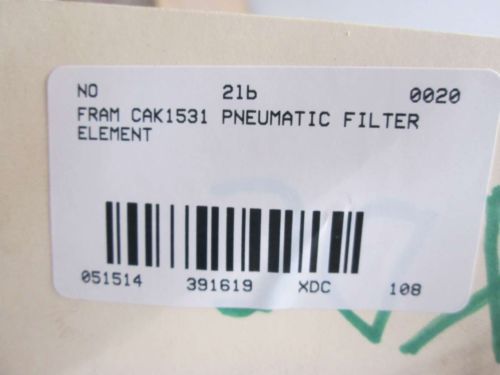 NO 21b 0020
FRAM CAK1531 PNEUMATIC FILTER
ELEMENT
051514 391619 XDC 108